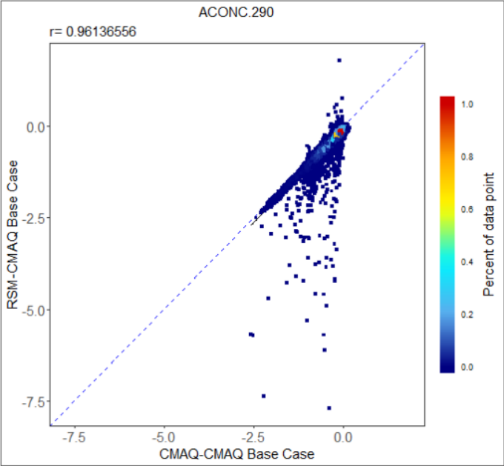 ACONC.290
r= 0.96136556
RSM-CMAQ Base Case
0.0
-2.5
-5.0
-7.5
-7.5
-5.0
-2.5
0.0
CMAQ-CMAQ Base Case
1.0
0.8
0.6
0.4
0.2
0.0
Percent of data point